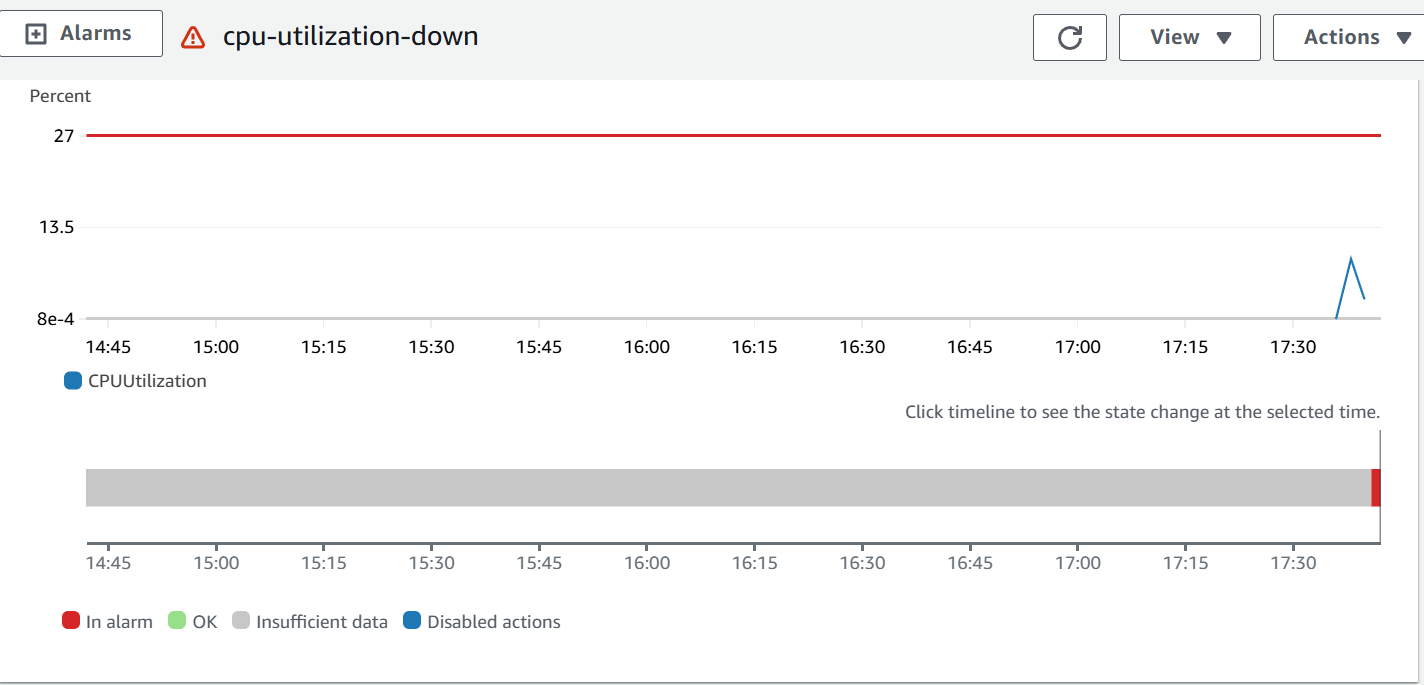 Alarms cpu-utilization-down View Actions
Percent
27
13.5
8e-4
14:45 15:00 15:15 15:30 15:45 16:00 16:15 16:30 16:45 17:00 17:15 17:30
CPUUtilization
Click timeline to see the state change at the selected time.
14:45 15:00 15:15 15:30 15:45 16:00 16:15 16:30 16:45 17:00 17:15 17:30
In alarm OK Insufficient data Disabled actions